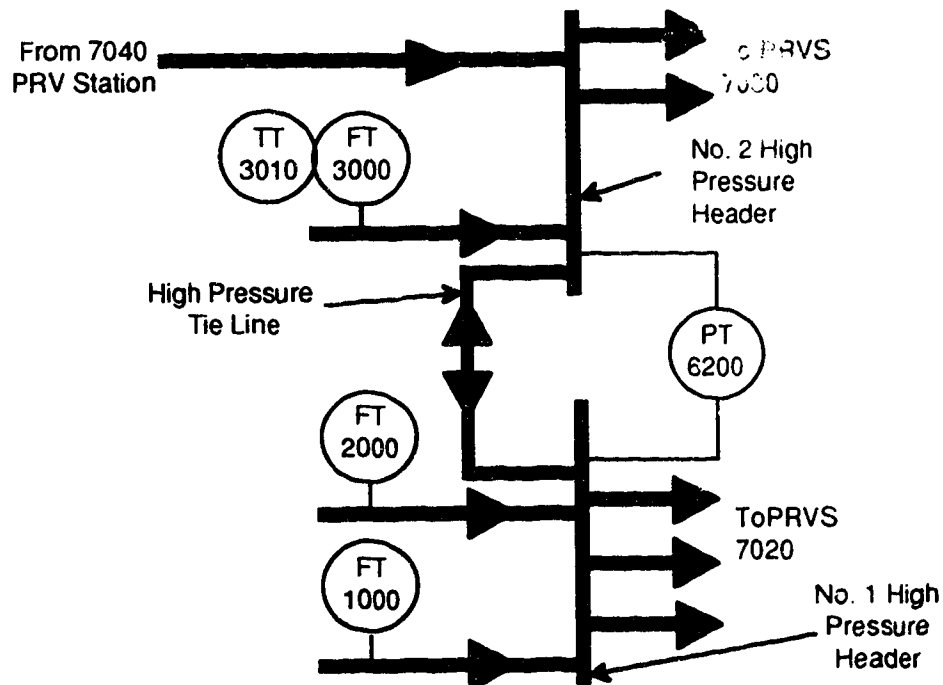 From 7040
PRV Station
PRVS
TT
3010
FT
3000
No. 2 High
Pressure
Header
High Pressure
Tie Line
PT
6200
FT
2000
ToPRVS
7020
FT
1000
No. 1 High
Pressure
Header